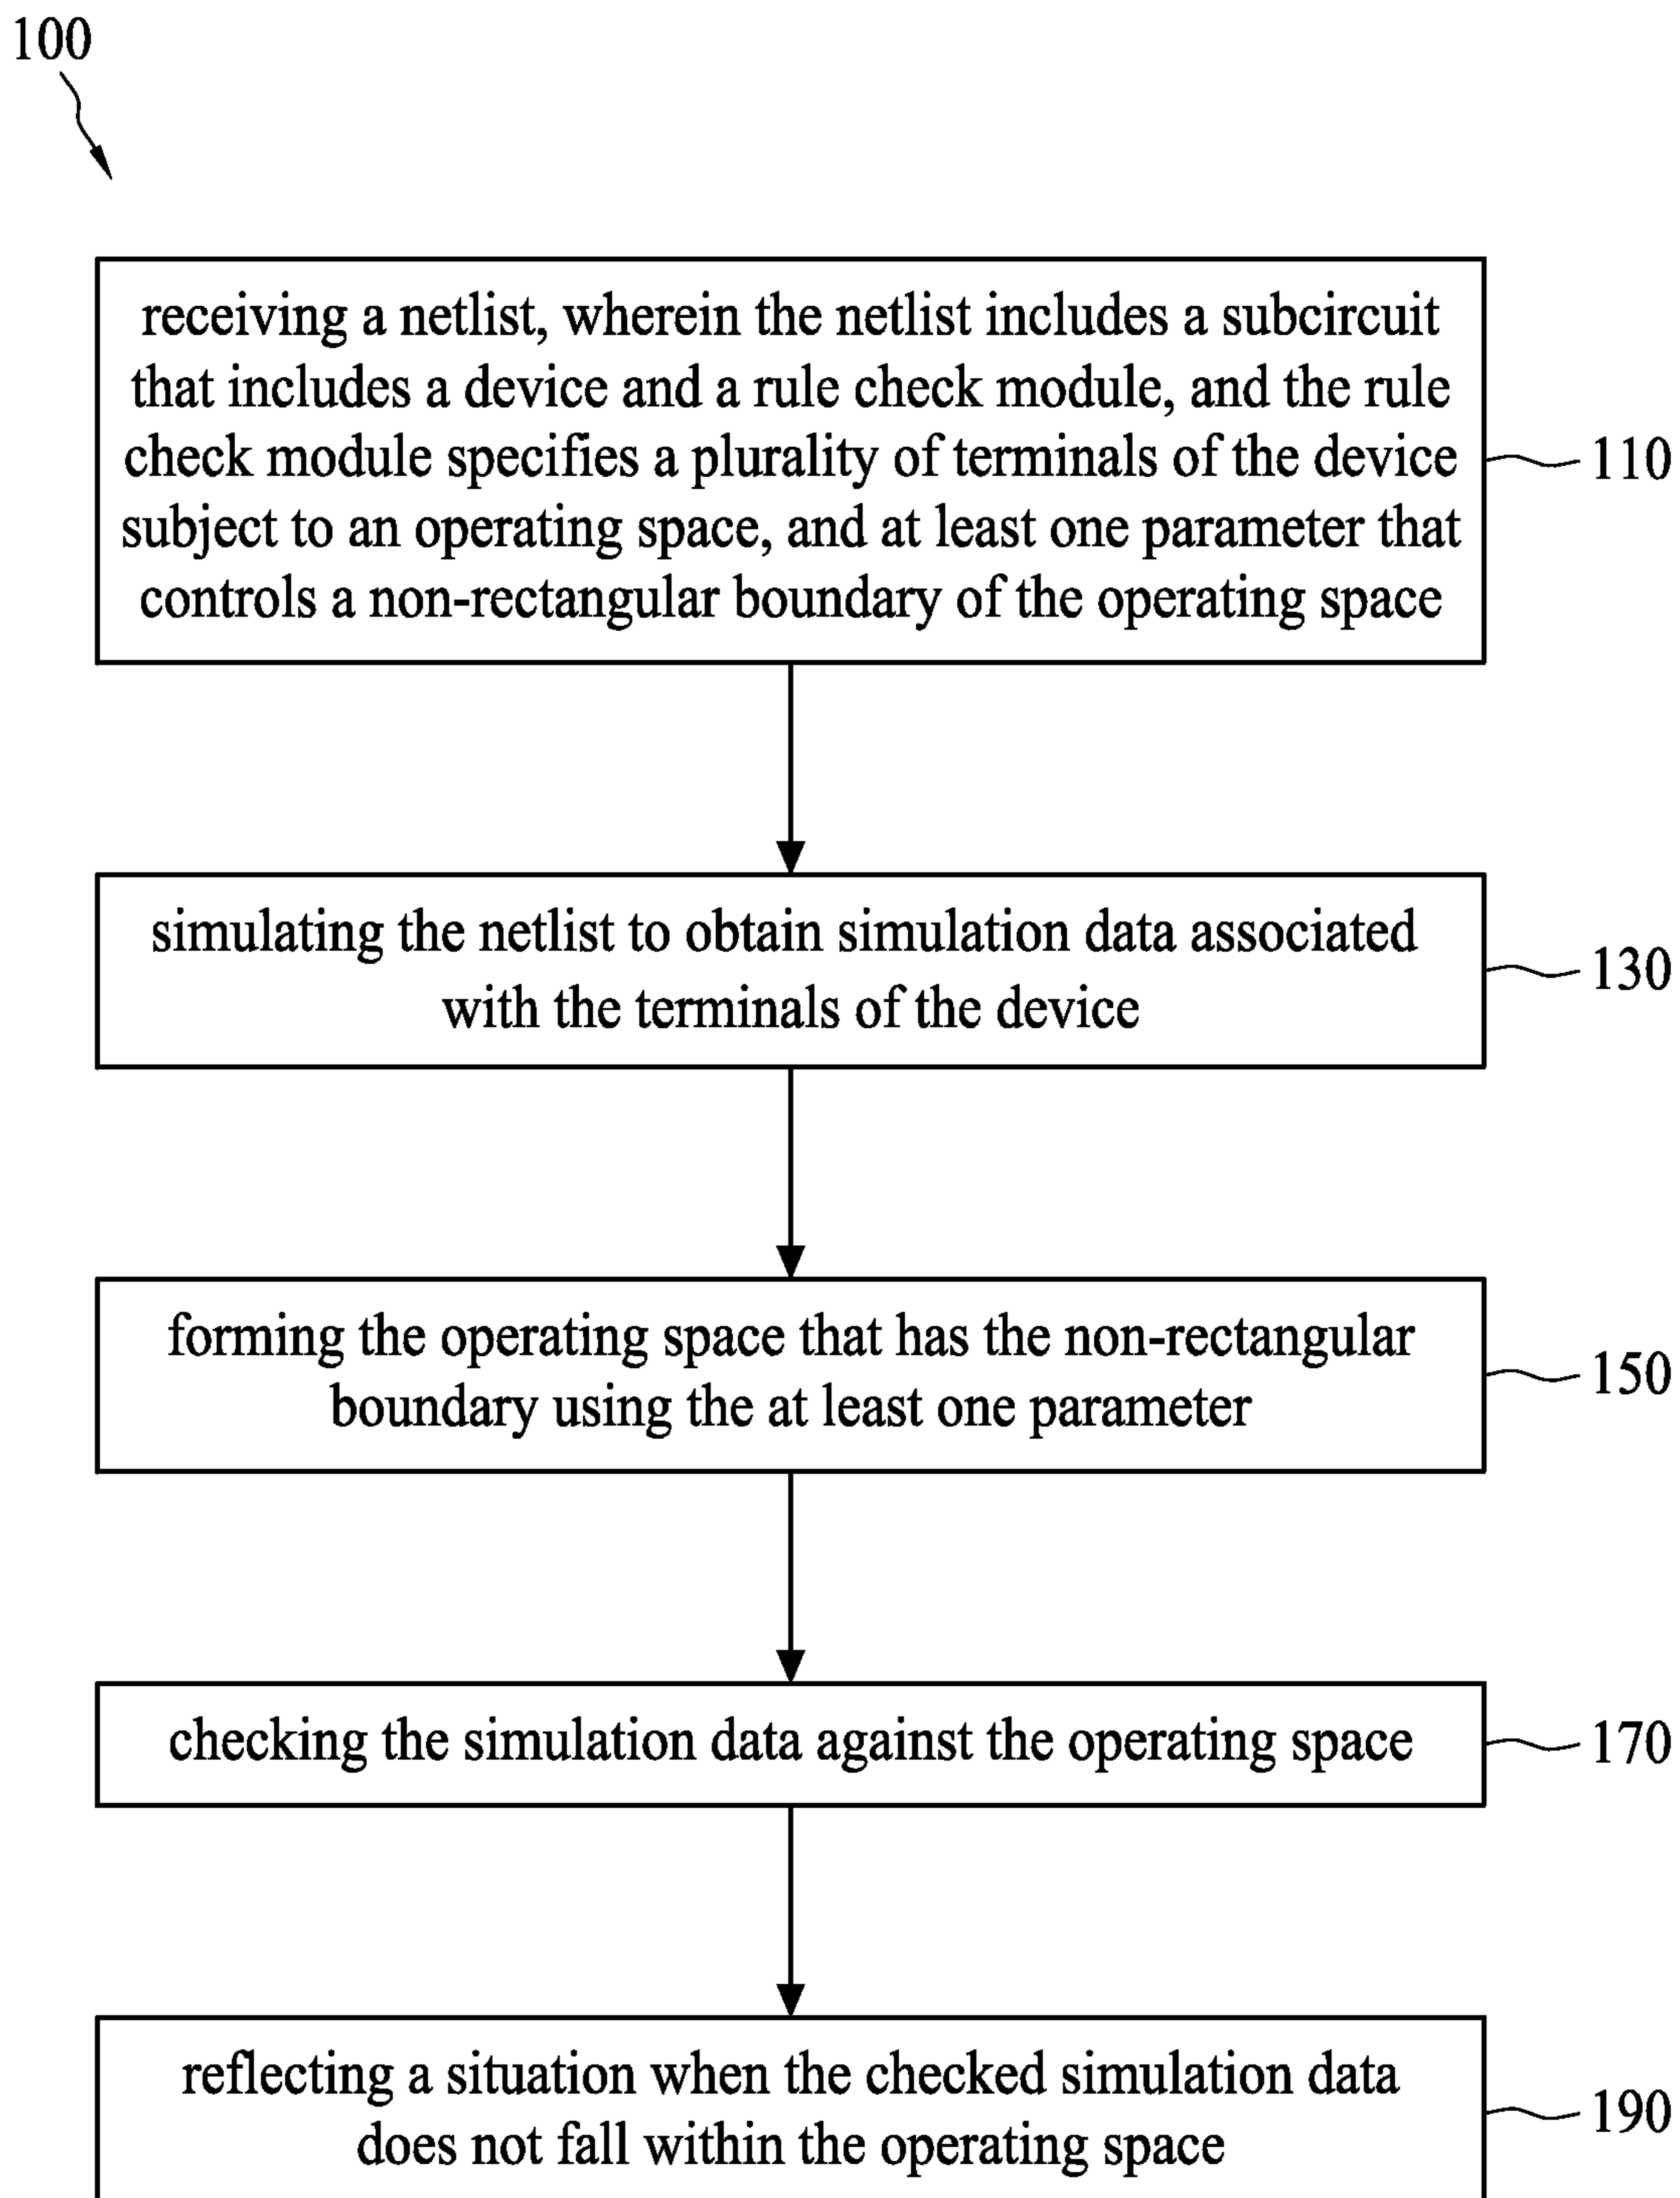 100
receiving a netlist, wherein the netlist includes a subcircuit
that includes a device and a rule check module, and the rule
check module specifies a plurality of terminals of the device
subject to an operating space, and at least one parameter that
controls a non-rectangular boundary of the operating space
110
simulating the netlist to obtain simulation data associated
with the terminals of the device
130
forming the operating space that has the non-rectangular
boundary using the at least one parameter
150
checking the simulation data against the operating space
170
reflecting a situation when the checked simulation data
does not fall within the operating space
190